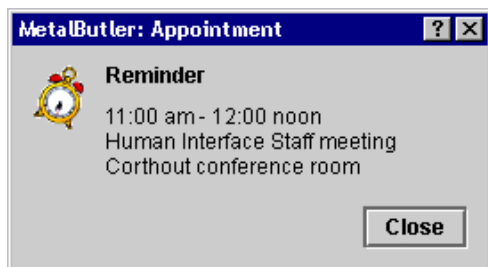 MetalButler: Appointment
Reminder
11:00 am - 12:00 noon
Human Interface Staff meeting
Corthout conference room
Close